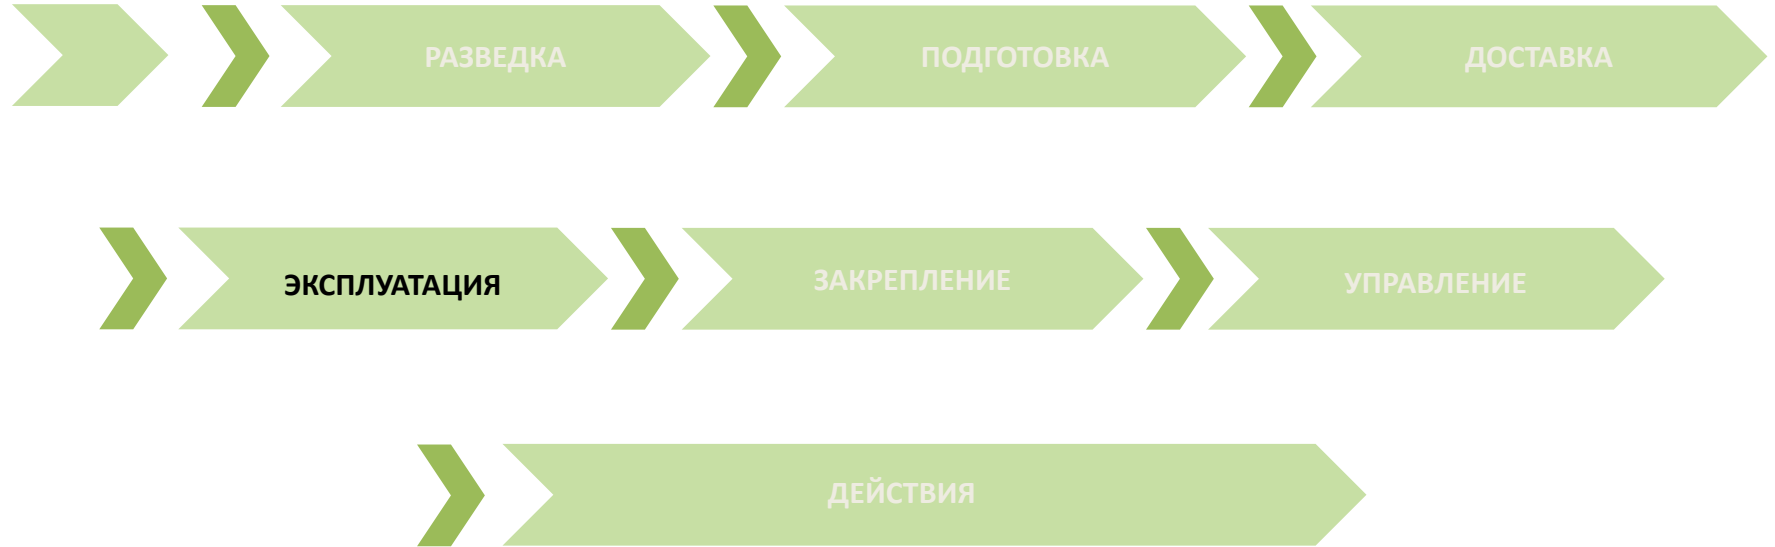 РАЗВЕДКА
ПОДГОТОВКА
ДОСТАВКА
ЭКСПЛУАТАЦИЯ
ЗАКРЕПЛЕНИЕ
УПРАВЛЕНИЕ
ДЕЙСТВИЯ